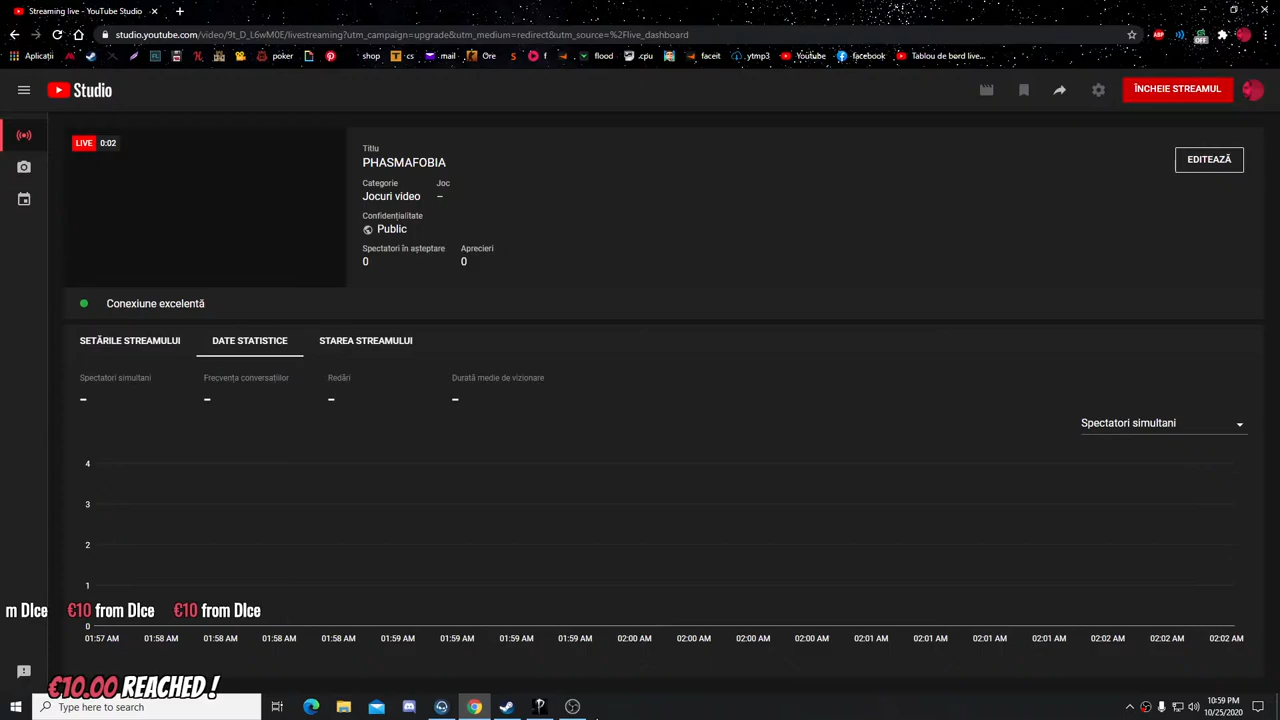 Streaming live - YouTube Studio
studio.youtube.com/video/9t_D_L6wM0E/livestreaming?utm_campaign=upgrade&utm_medium=redirect&utm_source=%2Flive_dashboard
ABP
OFF
Aplicații
shop
cs
mail
Ore
flood
.cpu
faceit
ytmp3
Youtube
facebook
Tablou de bord live...
poker
Studio
ÎNCHEIE STREAMUL
LIVE 0:02
Titlu
PHASMAFOBIA
EDITEAZĂ
Categorie Joc
Jocuri video –
Confidențialitate
Public
Spectatori în așteptare Aprecieri
0 0
Conexiune excelentă
SETĂRILE STREAMULUI DATE STATISTICE STAREA STREAMULUI
Spectatori simultani Frecvența conversațiilor Redări Durată medie de vizionare
– – – –
Spectatori simultani
4
3
2
1
m DIce €10 from DIce €10 from DIce
0
01:57 AM 01:58 AM 01:58 AM 01:58 AM 01:58 AM 01:59 AM 01:59 AM 01:59 AM 01:59 AM 02:00 AM 02:00 AM 02:00 AM 02:00 AM 02:01 AM 02:01 AM 02:01 AM 02:01 AM 02:02 AM 02:02 AM 02:02 AM
€10.00 REACHED !
Type here to search
10:59 PM
10/25/2020